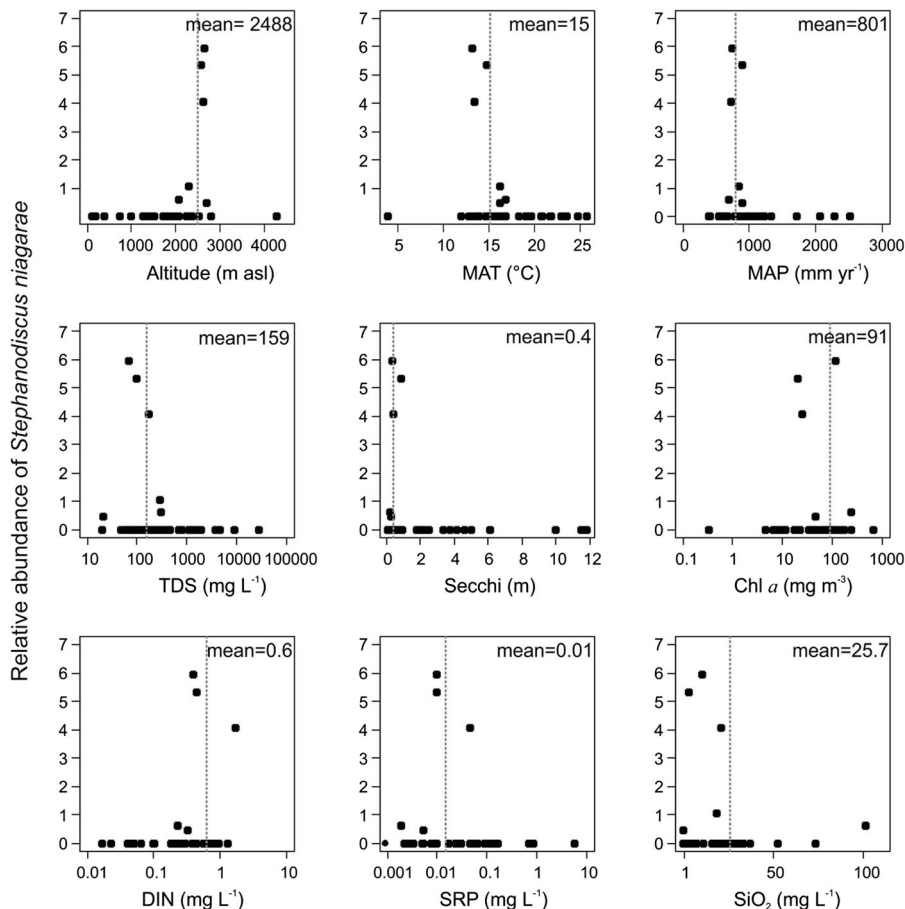 Relative abundance of Stephanodiscus niagarae
7
6
5
4
3
2
1
0
mean= 2488
0 1000 2000 3000 4000
Altitude (m asl)
7
6
5
4
3
2
1
0
mean=15
5 10 15 20 25
MAT (°C)
7
6
5
4
3
2
1
0
mean=801
0 1000 2000 3000
MAP (mm yr⁻¹)
7
6
5
4
3
2
1
0
mean=159
10 100 1000 10000 100000
TDS (mg L⁻¹)
7
6
5
4
3
2
1
0
mean=0.4
0 2 4 6 8 10 12
Secchi (m)
7
6
5
4
3
2
1
0
mean=91
0.1 1 10 100 1000
Chl a (mg m⁻³)
7
6
5
4
3
2
1
0
mean=0.6
0.01 0.1 1 10
DIN (mg L⁻¹)
7
6
5
4
3
2
1
0
mean=0.01
0.001 0.01 0.1 1 10
SRP (mg L⁻¹)
7
6
5
4
3
2
1
0
mean=25.7
1 50 100
SiO₂ (mg L⁻¹)